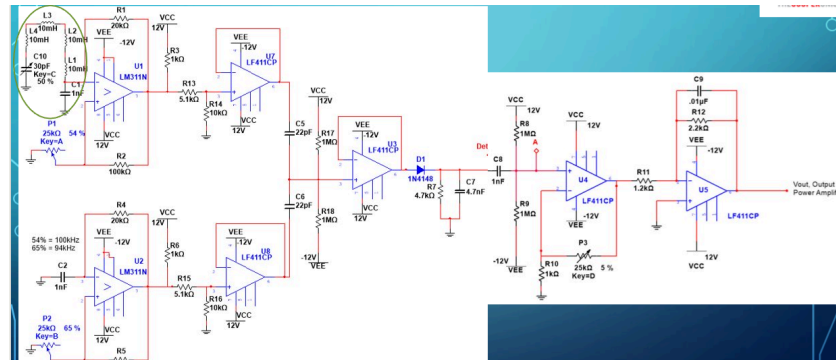 L3
10mH
L4
10mH
L2
10mH
C10
30pF
Key=C
50 %
L1
10mH
C1
1nF
R1
20kΩ
VEE
-12V
U1
LM311N
VCC
12V
P1
25kΩ
Key=A
54 %
R2
100kΩ
VCC
12V
R3
1kΩ
R13
5.1kΩ
R14
10kΩ
VEE
-12V
U7
LF411CP
VCC
12V
C5
22pF
VCC
12V
R17
1MΩ
C6
22pF
R18
1MΩ
-12V
VEE
VEE
-12V
U3
LF411CP
VCC
12V
D1
1N4148
R7
4.7kΩ
C7
4.7nF
Det
C8
1nF
VCC
12V
R8
1MΩ
A
R9
1MΩ
-12V
VEE
VCC
12V
U4
LF411CP
VEE
-12V
P3
25kΩ
Key=D
5 %
R10
1kΩ
R11
1.2kΩ
C9
.01µF
R12
2.2kΩ
-12V
VEE
U5
LF411CP
12V
VCC
Vout, Output
Power Amplif
R4
20kΩ
VEE
-12V
54% = 100kHz
65% = 94kHz
C2
1nF
U2
LM311N
VCC
12V
P2
25kΩ
Key=B
65 %
R5
VCC
12V
R6
1kΩ
R15
5.1kΩ
R16
10kΩ
VEE
-12V
U8
LF411CP
VCC
12V